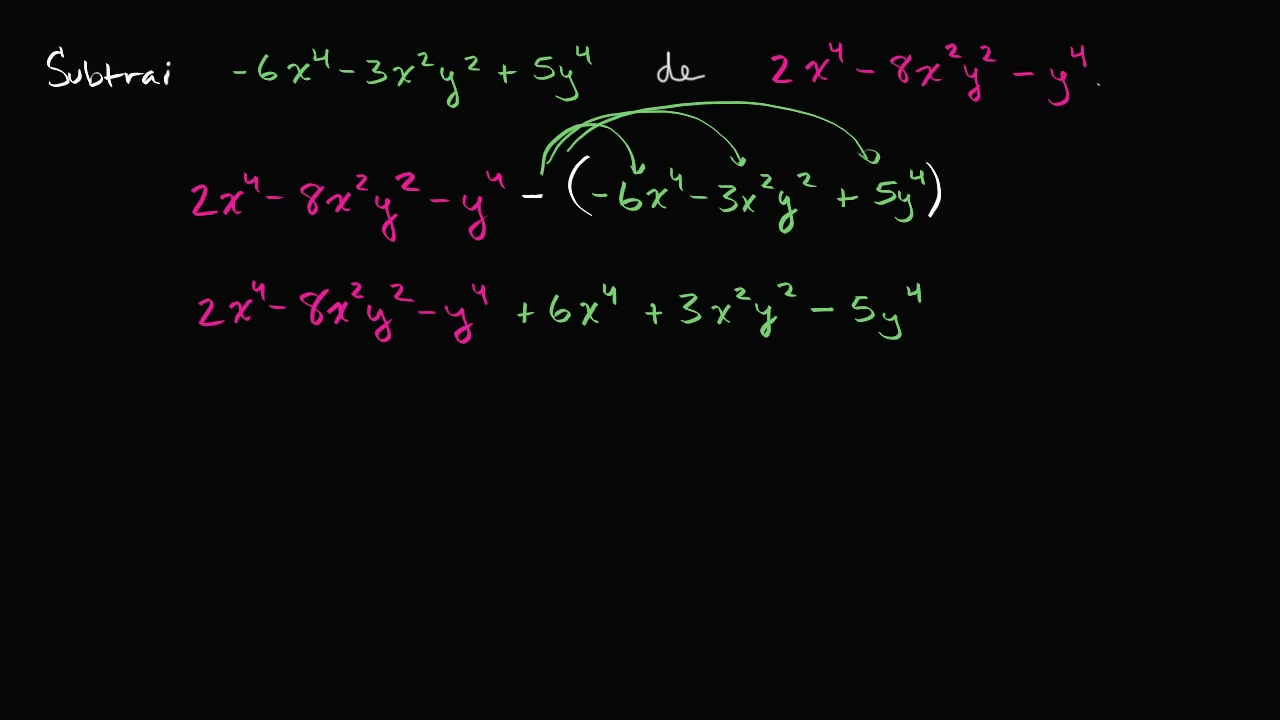 Subtrai -6x⁴ - 3x²y² + 5y⁴ de 2x⁴ - 8x²y² - y⁴.
2x⁴ - 8x²y² - y⁴ - (-6x⁴ - 3x²y² + 5y⁴)
2x⁴ - 8x²y² - y⁴ + 6x⁴ + 3x²y² - 5y⁴